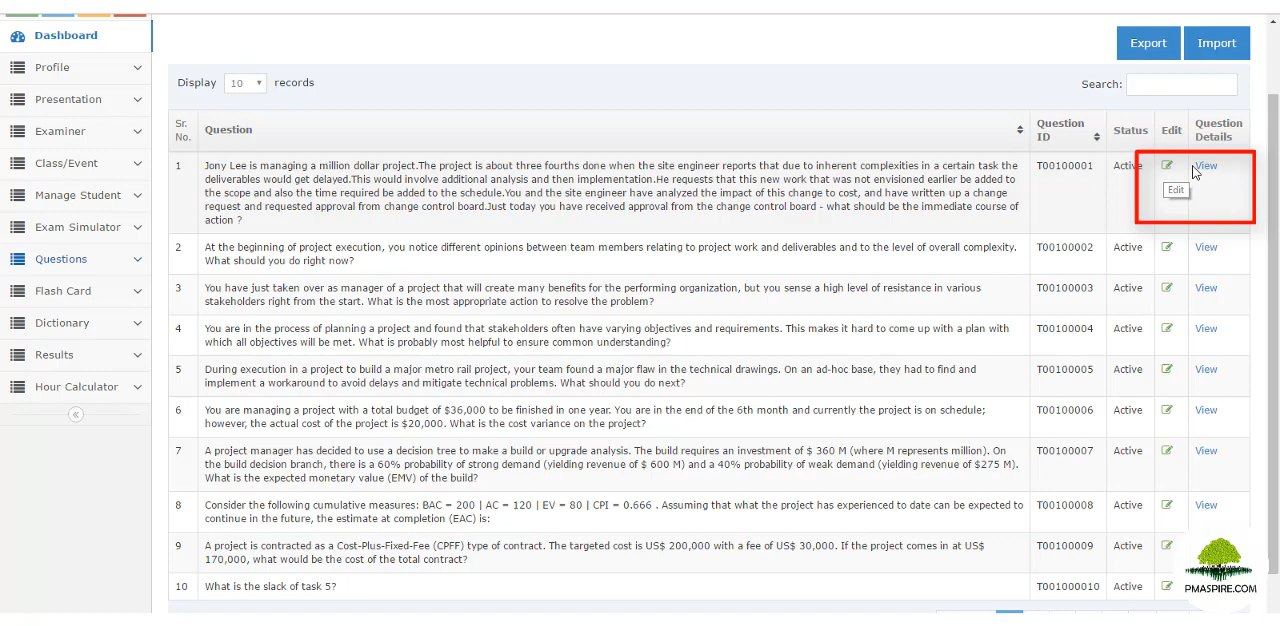 Dashboard
Profile
Presentation
Examiner
Class/Event
Manage Student
Exam Simulator
Questions
Flash Card
Dictionary
Results
Hour Calculator
Export Import
Display 10 records Search:
Sr. No. Question Question ID Status Edit Question Details
1 Jony Lee is managing a million dollar project.The project is about three fourths done when the site engineer reports that due to inherent complexities in a certain task the T00100001 Active View
deliverables would get delayed.This would involve additional analysis and then implementation.He requests that this new work that was not envisioned earlier be added to
Edit
the scope and also the time required be added to the schedule.You and the site engineer have analyzed the impact of this change to cost, and have written up a change
request and requested approval from change control board.Just today you have received approval from the change control board - what should be the immediate course of
action ?
2 At the beginning of project execution, you notice different opinions between team members relating to project work and deliverables and to the level of overall complexity. T00100002 Active View
What should you do right now?
3 You have just taken over as manager of a project that will create many benefits for the performing organization, but you sense a high level of resistance in various T00100003 Active View
stakeholders right from the start. What is the most appropriate action to resolve the problem?
4 You are in the process of planning a project and found that stakeholders often have varying objectives and requirements. This makes it hard to come up with a plan with T00100004 Active View
which all objectives will be met. What is probably most helpful to ensure common understanding?
5 During execution in a project to build a major metro rail project, your team found a major flaw in the technical drawings. On an ad-hoc base, they had to find and T00100005 Active View
implement a workaround to avoid delays and mitigate technical problems. What should you do next?
6 You are managing a project with a total budget of $36,000 to be finished in one year. You are in the end of the 6th month and currently the project is on schedule; T00100006 Active View
however, the actual cost of the project is $20,000. What is the cost variance on the project?
7 A project manager has decided to use a decision tree to make a build or upgrade analysis. The build requires an investment of $ 360 M (where M represents million). On T00100007 Active View
the build decision branch, there is a 60% probability of strong demand (yielding revenue of $ 600 M) and a 40% probability of weak demand (yielding revenue of $275 M).
What is the expected monetary value (EMV) of the build?
8 Consider the following cumulative measures: BAC = 200 | AC = 120 | EV = 80 | CPI = 0.666 . Assuming that what the project has experienced to date can be expected to T00100008 Active View
continue in the future, the estimate at completion (EAC) is:
9 A project is contracted as a Cost-Plus-Fixed-Fee (CPFF) type of contract. The targeted cost is US$ 200,000 with a fee of US$ 30,000. If the project comes in at US$ T00100009 Active
170,000, what would be the cost of the total contract?
10 What is the slack of task 5? T001000010 Active
PMASPIRE.COM